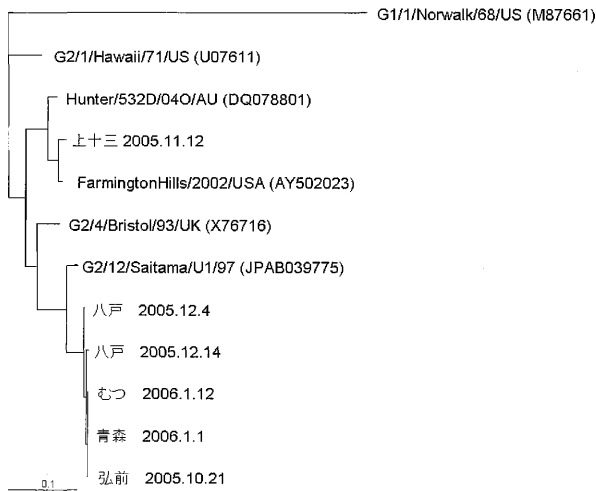 G1/1/Norwalk/68/US (M87661)
G2/1/Hawaii/71/US (U07611)
Hunter/532D/04O/AU (DQ078801)
上十三 2005.11.12
FarmingtonHills/2002/USA (AY502023)
G2/4/Bristol/93/UK (X76716)
G2/12/Saitama/U1/97 (JPAB039775)
八戸 2005.12.4
八戸 2005.12.14
むつ 2006.1.12
青森 2006.1.1
弘前 2005.10.21
0.1